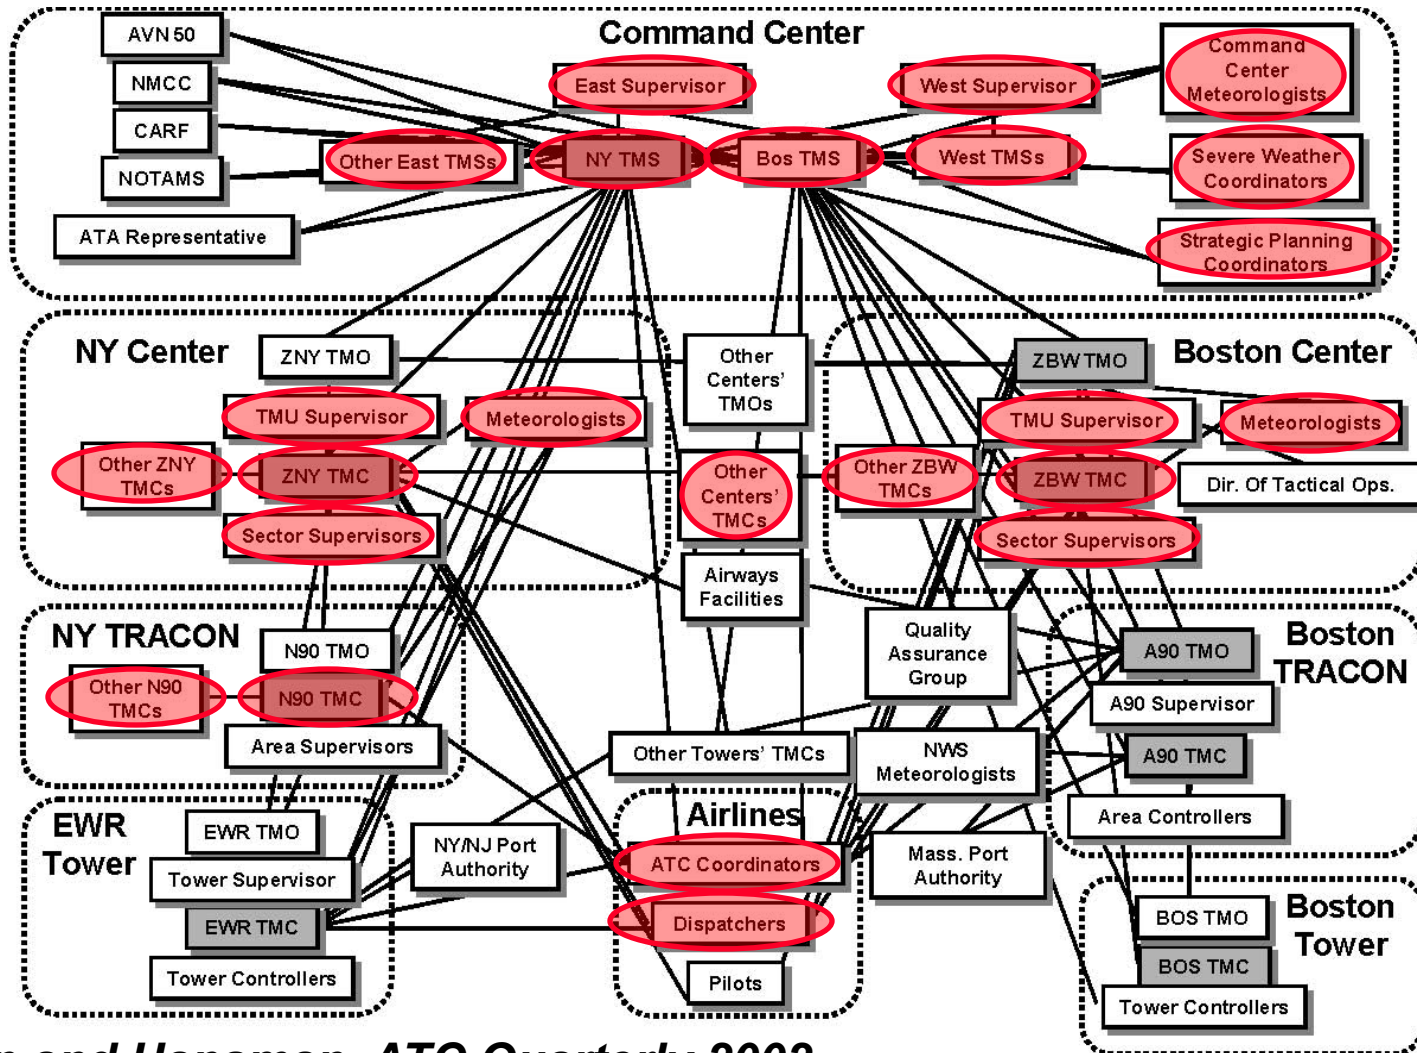 Command Center
AVN 50
NMCC
CARF
NOTAMS
ATA Representative
East Supervisor
West Supervisor
Command
Center
Meteorologists
Other East TMSs
NY TMS
Bos TMS
West TMSs
Severe Weather
Coordinators
Strategic Planning
Coordinators
NY Center
ZNY TMO
TMU Supervisor
Meteorologists
Other ZNY
TMCs
ZNY TMC
Sector Supervisors
Other
Centers'
TMOs
Other
Centers'
TMCs
Airways
Facilities
Boston Center
ZBW TMO
TMU Supervisor
Meteorologists
Other ZBW
TMCs
ZBW TMC
Dir. Of Tactical Ops.
Sector Supervisors
NY TRACON
N90 TMO
Other N90
TMCs
N90 TMC
Area Supervisors
Quality
Assurance
Group
Other Towers' TMCs
NWS
Meteorologists
Boston
TRACON
A90 TMO
A90 Supervisor
A90 TMC
Area Controllers
EWR
Tower
EWR TMO
Tower Supervisor
EWR TMC
Tower Controllers
NY/NJ Port
Authority
Airlines
ATC Coordinators
Dispatchers
Pilots
Mass. Port
Authority
Boston
Tower
BOS TMO
BOS TMC
Tower Controllers